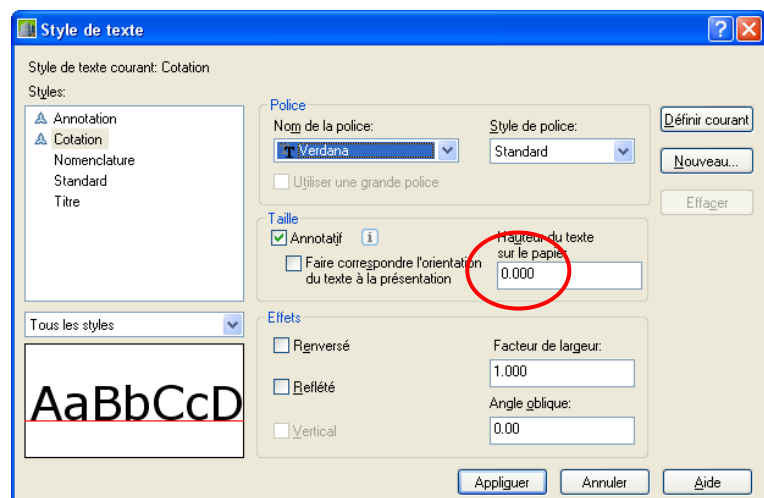 Style de texte
Style de texte courant: Cotation
Styles:
Annotation
Cotation
Nomenclature
Standard
Titre
Tous les styles
AaBbCcD
Police
Nom de la police:
Verdana
Style de police:
Standard
Utiliser une grande police
Taille
Annotatif
Faire correspondre l'orientation
du texte à la présentation
Hauteur du texte
sur le papier
0.000
Effets
Renversé
Reflété
Vertical
Facteur de largeur:
1.000
Angle oblique:
0.00
Définir courant
Nouveau...
Effacer
Appliquer
Annuler
Aide